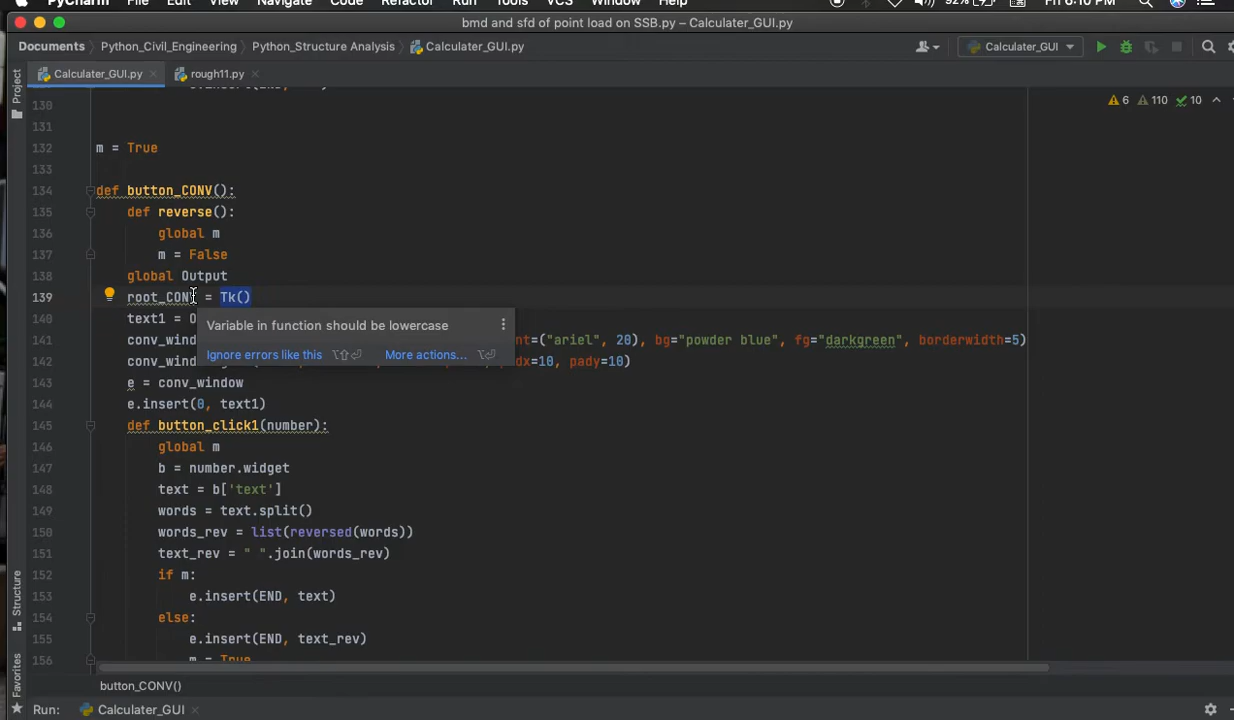 PyCharm File Edit View Navigate Code Refactor Run Tools VCS Window Help 92% Fri 6:10 PM
bmd and sfd of point load on SSB.py – Calculater_GUI.py
Documents Python_Civil_Engineering Python_Structure Analysis Calculater_GUI.py Calculater_GUI
Calculater_GUI.py rough11.py
Project
6 110 10
130
131
132 m = True
133
134 def button_CONV():
135 def reverse():
136 global m
137 m = False
138 global Output
139 root_CONV = Tk()
140 text1 = O
Variable in function should be lowercase
141 conv_wind nt=("ariel", 20), bg="powder blue", fg="darkgreen", borderwidth=5)
Ignore errors like this ⌥⇧⏎ More actions... ⌥⏎
142 conv_wind dx=10, pady=10)
143 e = conv_window
144 e.insert(0, text1)
145 def button_click1(number):
146 global m
147 b = number.widget
148 text = b['text']
149 words = text.split()
150 words_rev = list(reversed(words))
151 text_rev = " ".join(words_rev)
152 if m:
153 e.insert(END, text)
154 else:
155 e.insert(END, text_rev)
156 m = True
Structure
Favorites
button_CONV()
Run: Calculater_GUI